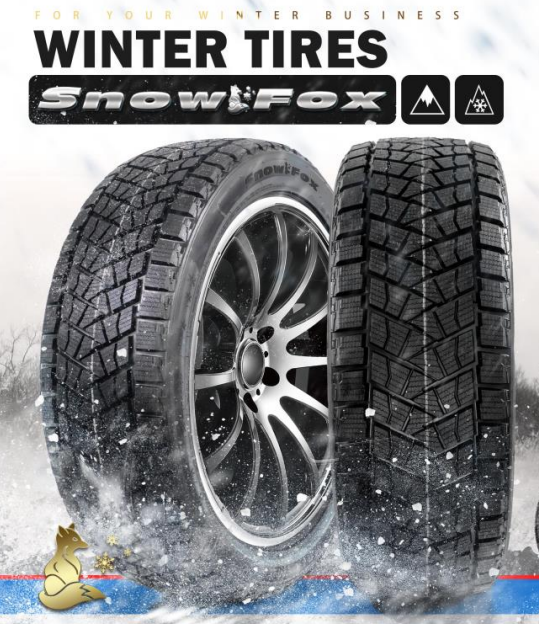 FOR YOUR WINTER BUSINESS
WINTER TIRES
SnowFox
SnowFox